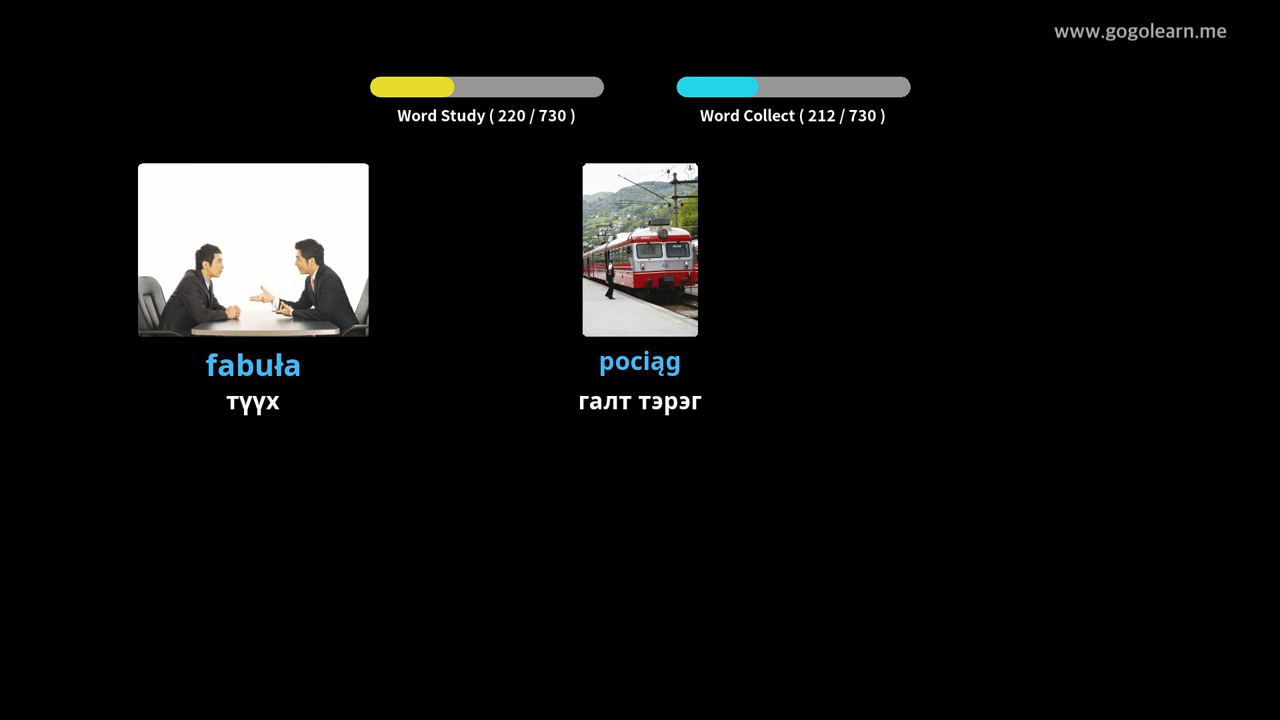 www.gogolearn.me
Word Study ( 220 / 730 )
Word Collect ( 212 / 730 )
fabuła
түүх
pociąg
галт тэрэг